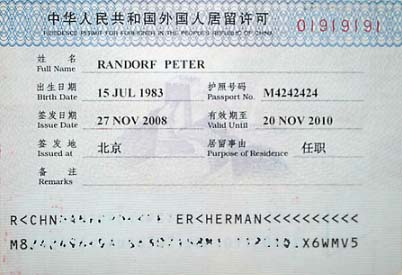 中华人民共和国外国人居留许可 01919191
RESIDENCE PERMIT FOR FOREIGNER IN THE PEOPLE'S REPUBLIC OF CHINA
姓 名 RANDORF PETER
Full Name
出生日期 15 JUL 1983 护照号码 M4242424
Birth Date Passport No.
签发日期 27 NOV 2008 有效期至 20 NOV 2010
Issue Date Valid Until
签 发 地 北京 居留事由 任职
Issued at Purpose of Residence
备 注
Remarks
R<CHN ER<HERMAN<<<<<<<<<<
M8 X6WMV5